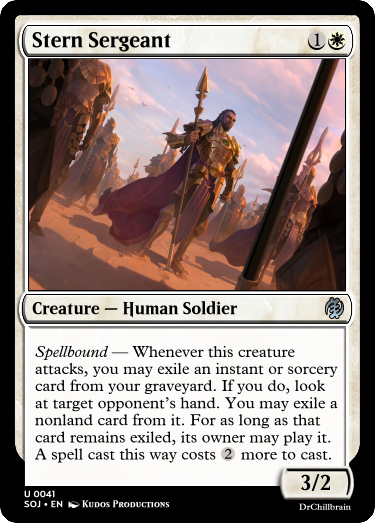 Stern Sergeant 1
Creature — Human Soldier
Spellbound — Whenever this creature
attacks, you may exile an instant or sorcery
card from your graveyard. If you do, look
at target opponent's hand. You may exile a
nonland card from it. For as long as that
card remains exiled, its owner may play it.
A spell cast this way costs 2 more to cast.
3/2
U 0041
SOJ • EN Kudos Productions
DrChillbrain